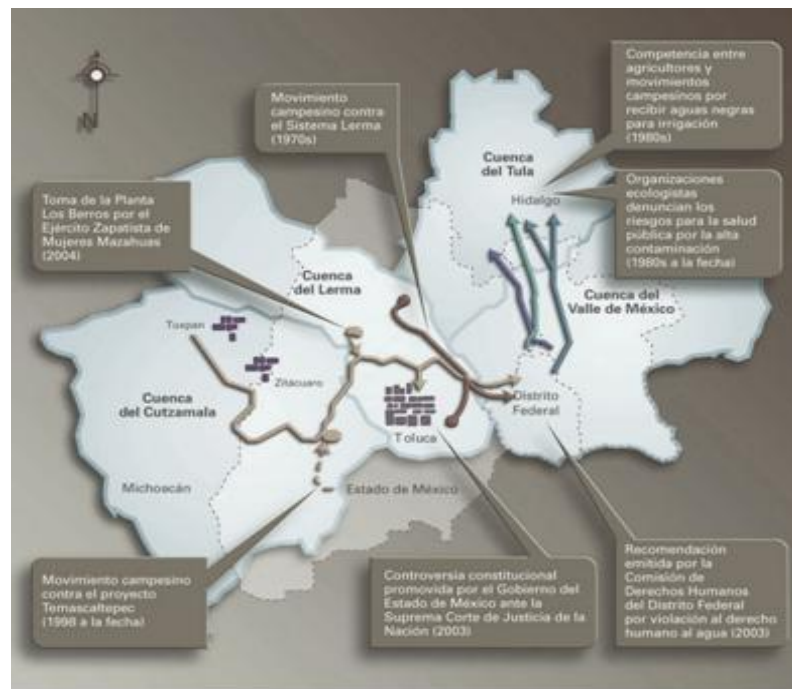 Competencia entre
agricultores y
movimientos
campesinos por
recibir aguas negras
para irrigación
(1980s)
Movimiento
campesino contra
el Sistema Lerma
(1970s)
Cuenca
del Tula
Hidalgo
Organizaciones
ecologistas
denuncian los
riesgos para la salud
pública por la alta
contaminación
(1980s a la fecha)
Toma de la Planta
Los Berros por el
Ejército Zapatista de
Mujeres Mazahuas
(2004)
Cuenca
del Lerma
Cuenca del
Valle de México
Tuxpan
Zitácuaro
Cuenca
del Cutzamala
Distrito
Federal
Toluca
Michoacán
Estado de México
Movimiento campesino
contra el proyecto
Temascaltepec
(1998 a la fecha)
Controversia constitucional
promovida por el Gobierno del
Estado de México ante la
Suprema Corte de Justicia de la
Nación (2003)
Recomendación
emitida por la
Comisión de
Derechos Humanos
del Distrito Federal
por violación al derecho
humano al agua (2003)
N